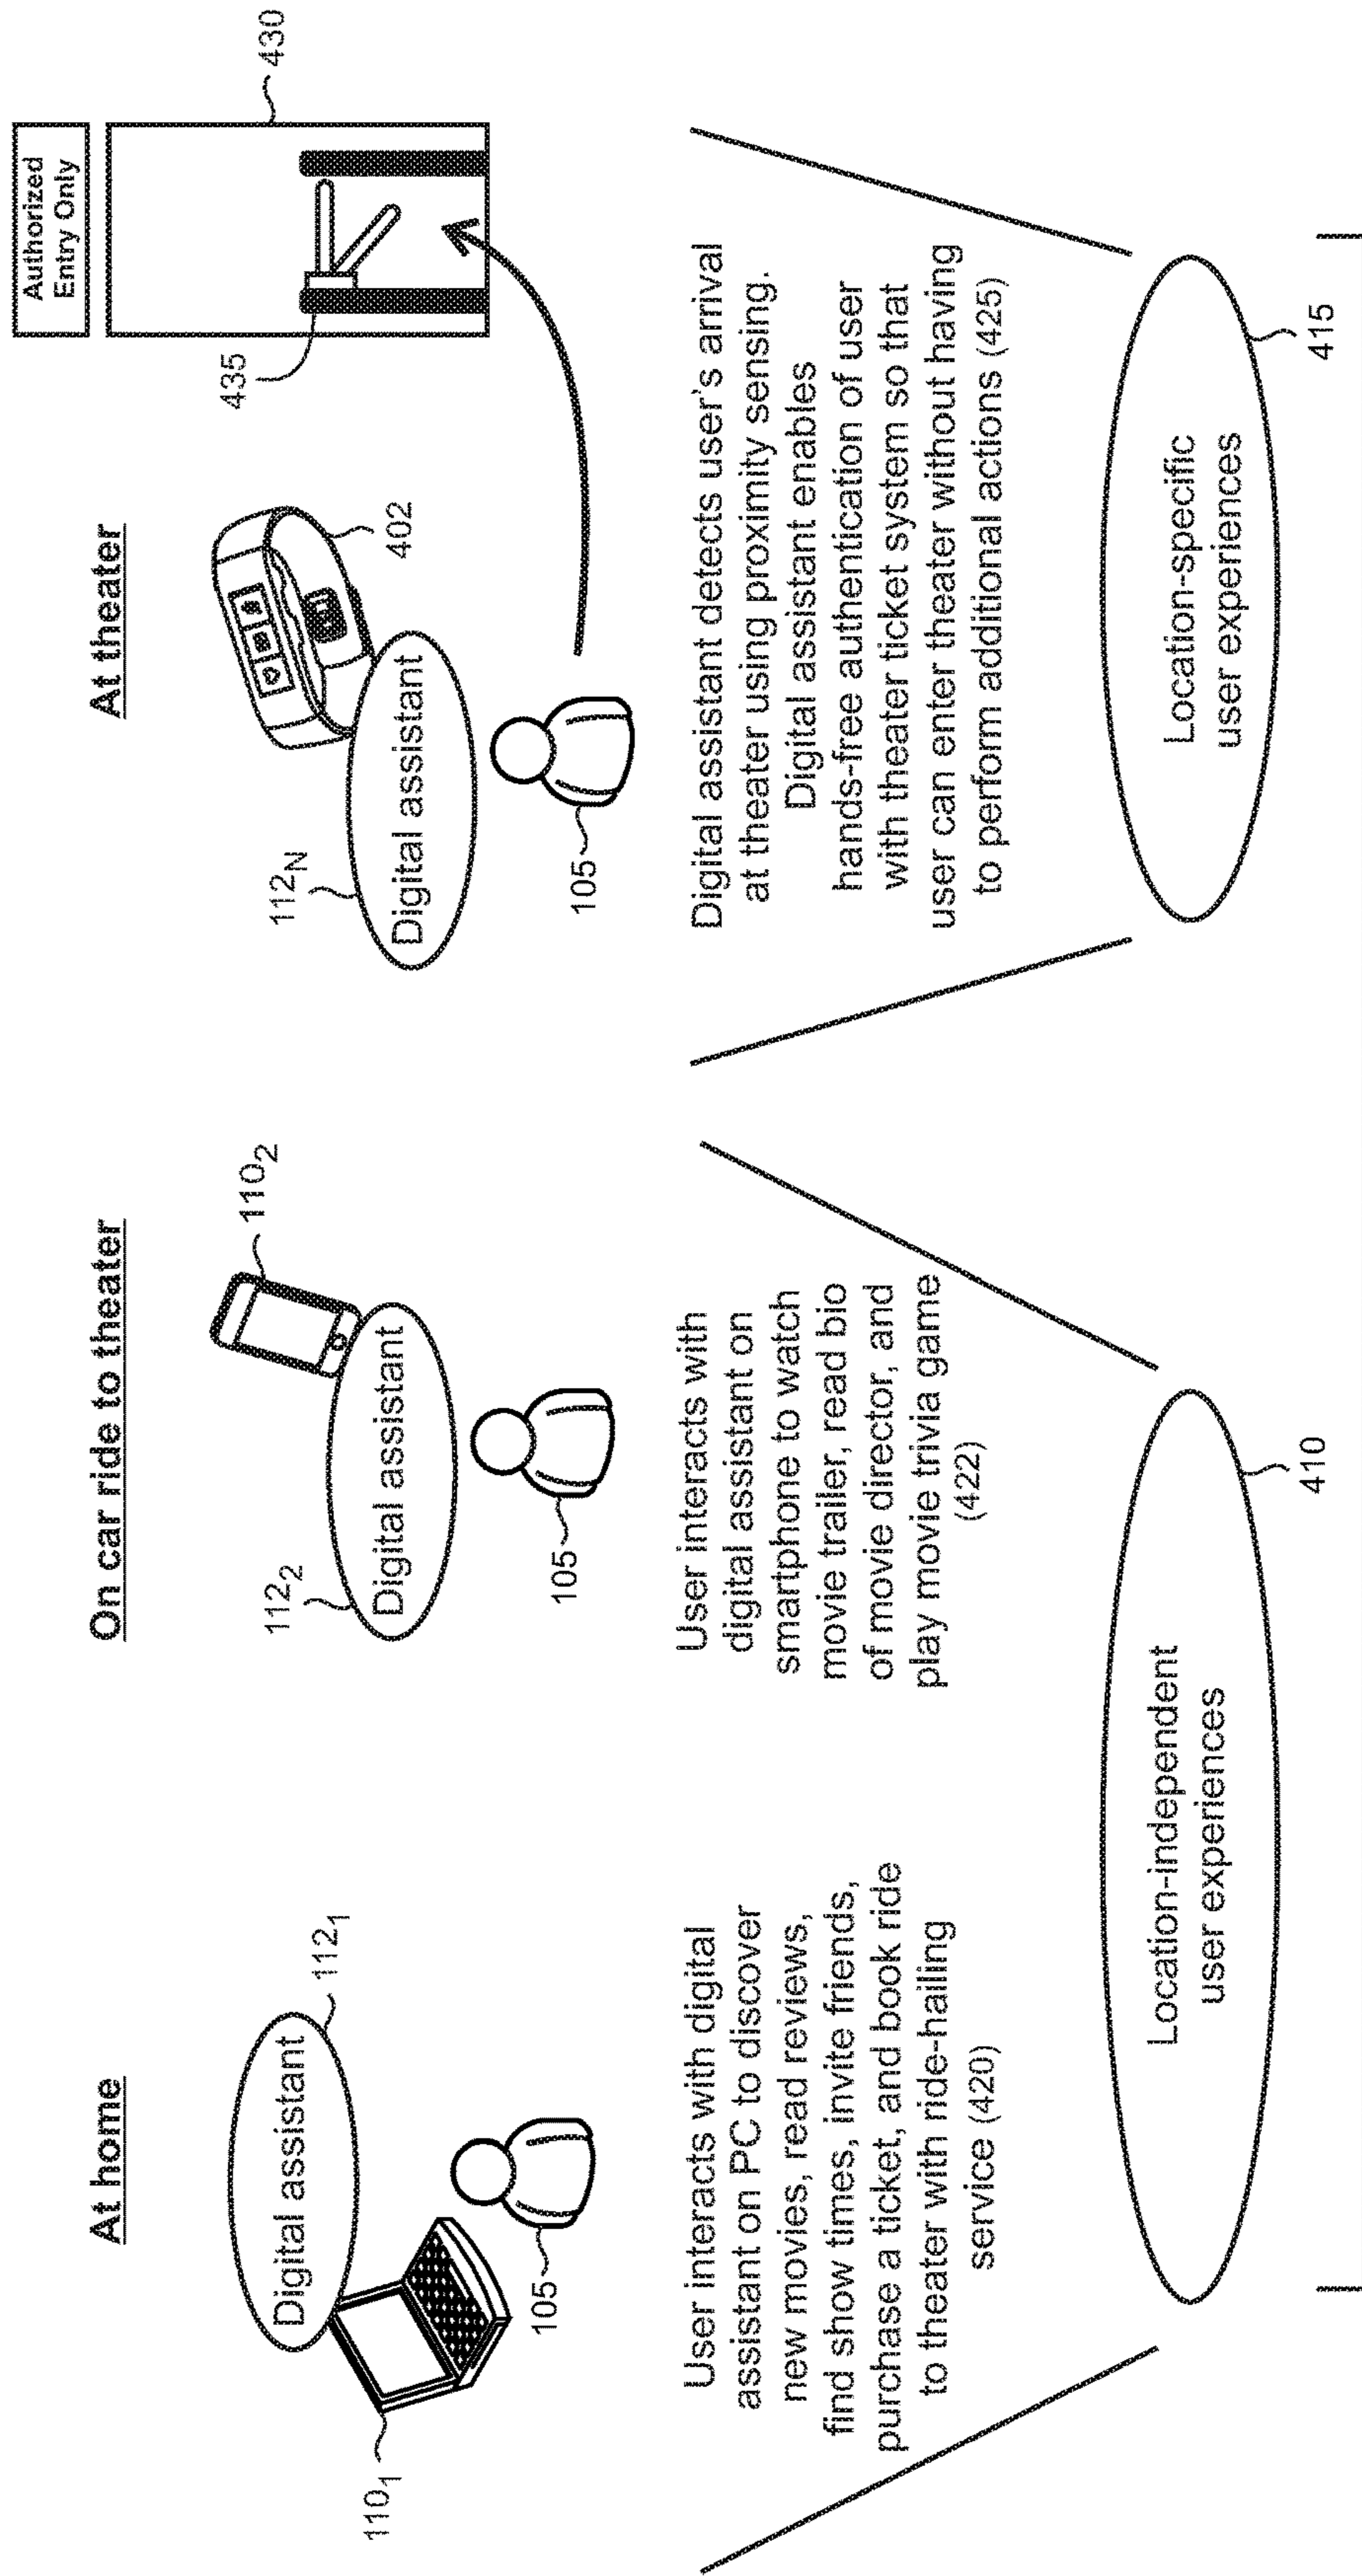 At home
Digital assistant
112₁
110₁
105
User interacts with digital
assistant on PC to discover
new movies, read reviews,
find show times, invite friends,
purchase a ticket, and book ride
to theater with ride-hailing
service (420)
On car ride to theater
110₂
112₂
Digital assistant
105
User interacts with
digital assistant on
smartphone to watch
movie trailer, read bio
of movie director, and
play movie trivia game
(422)
At theater
Authorized
Entry Only
430
435
402
112N
Digital assistant
105
Digital assistant detects user's arrival
at theater using proximity sensing.
Digital assistant enables
hands-free authentication of user
with theater ticket system so that
user can enter theater without having
to perform additional actions (425)
Location-independent
user experiences
410
Location-specific
user experiences
415